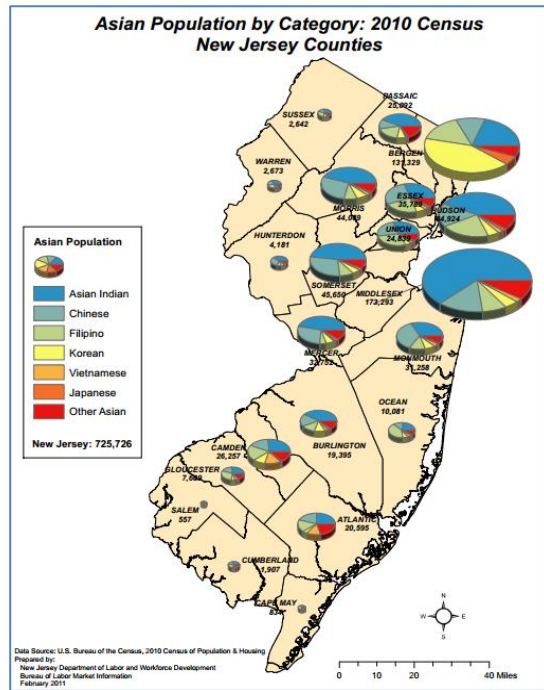 Asian Population by Category: 2010 Census
New Jersey Counties
PASSAIC
SUSSEX
2,642
BERGEN
131,329
WARREN
2,673
ESSEX
MORRIS
HUDSON
UNION
HUNTERDON
4,181
Asian Population
Asian Indian
Chinese
Filipino
Korean
Vietnamese
Japanese
Other Asian
New Jersey: 725,726
SOMERSET
45,650
MIDDLESEX
173,293
MERCER
MONMOUTH
31,258
OCEAN
10,081
BURLINGTON
19,395
CAMDEN
26,257
GLOUCESTER
SALEM
557
ATLANTIC
20,595
CUMBERLAND
1,907
CAPE MAY
834
N
W E
S
Data Source: U.S. Bureau of the Census, 2010 Census of Population & Housing
Prepared by:
New Jersey Department of Labor and Workforce Development
Bureau of Labor Market Information
February 2011
0 10 20 40 Miles